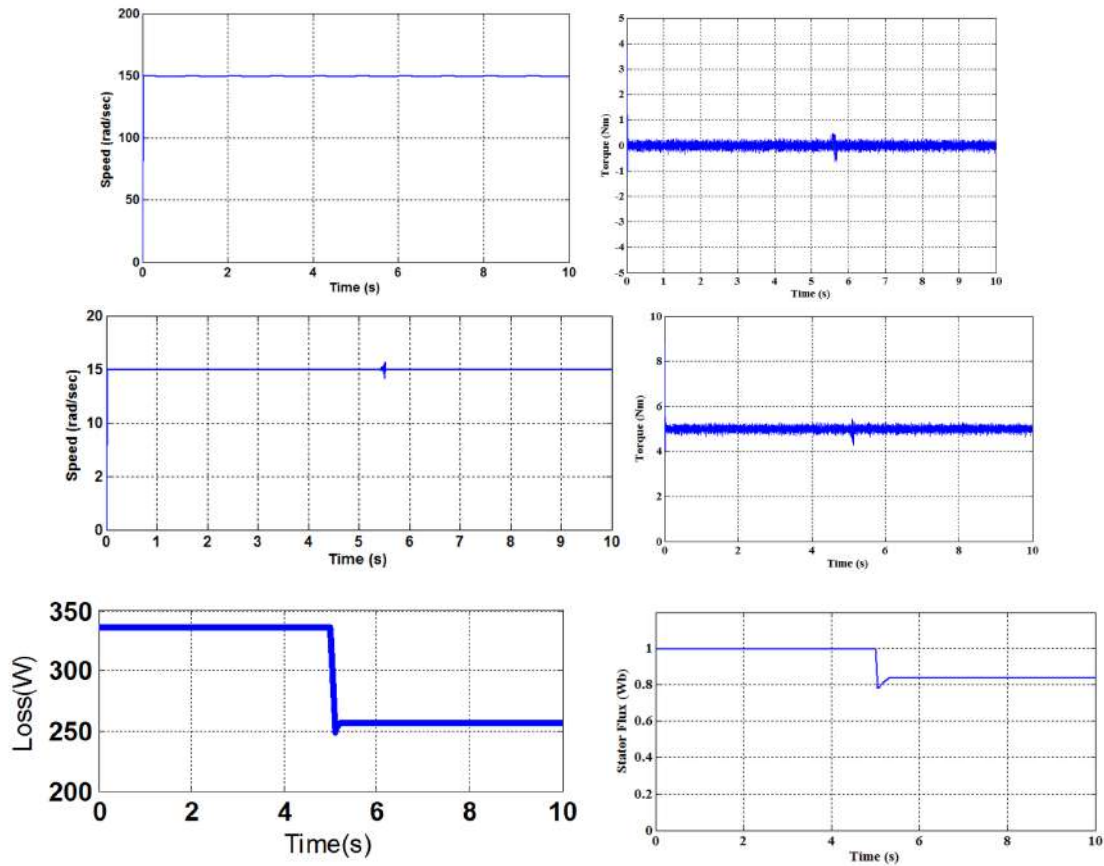 200
150
100
50
0
Speed (rad/sec)
0 2 4 6 8 10
Time (s)
5
4
3
2
1
0
-1
-2
-3
-4
-5
Torque (Nm)
0 1 2 3 4 5 6 7 8 9 10
Time (s)
20
15
10
2
0
Speed (rad/sec)
0 1 2 3 4 5 6 7 8 9 10
Time (s)
10
8
6
4
2
0
Torque (Nm)
0 2 4 6 8 10
Time (s)
350
300
250
200
Loss(W)
0 2 4 6 8 10
Time(s)
1
0.8
0.6
0.4
0.2
0
Stator Flux (Wb)
0 2 4 6 8 10
Time (s)